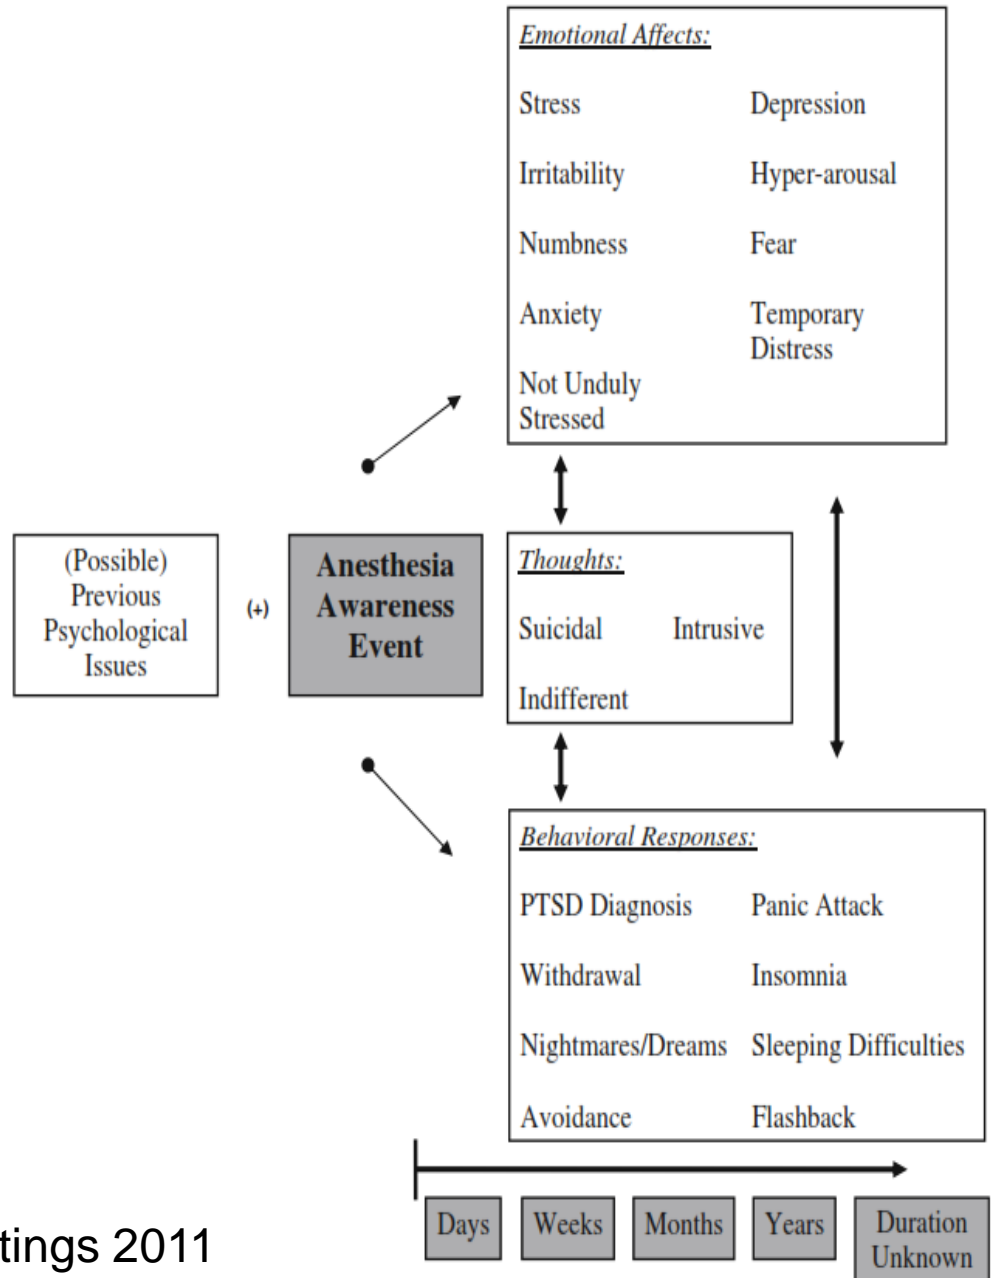 Emotional Affects:
Stress Depression
Irritability Hyper-arousal
Numbness Fear
Anxiety Temporary
Distress
Not Unduly
Stressed
(Possible)
Previous
Psychological
Issues
(+)
Anesthesia
Awareness
Event
Thoughts:
Suicidal Intrusive
Indifferent
Behavioral Responses:
PTSD Diagnosis Panic Attack
Withdrawal Insomnia
Nightmares/Dreams Sleeping Difficulties
Avoidance Flashback
Days Weeks Months Years Duration
Unknown
tings 2011